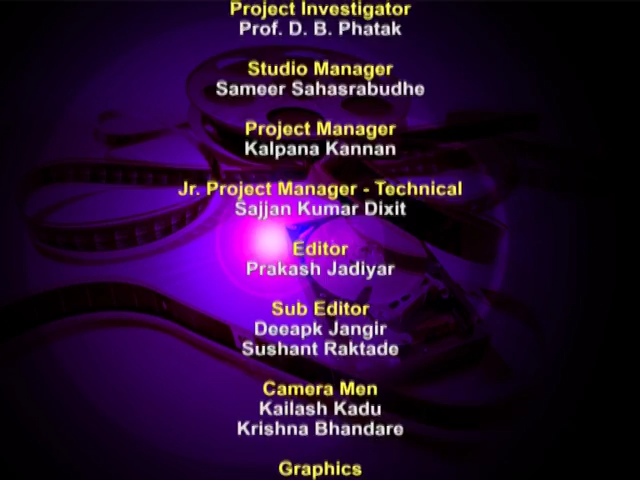 Project Investigator
Prof. D. B. Phatak
Studio Manager
Sameer Sahasrabudhe
Project Manager
Kalpana Kannan
Jr. Project Manager - Technical
Sajjan Kumar Dixit
Editor
Prakash Jadiyar
Sub Editor
Deeapk Jangir
Sushant Raktade
Camera Men
Kailash Kadu
Krishna Bhandare
Graphics